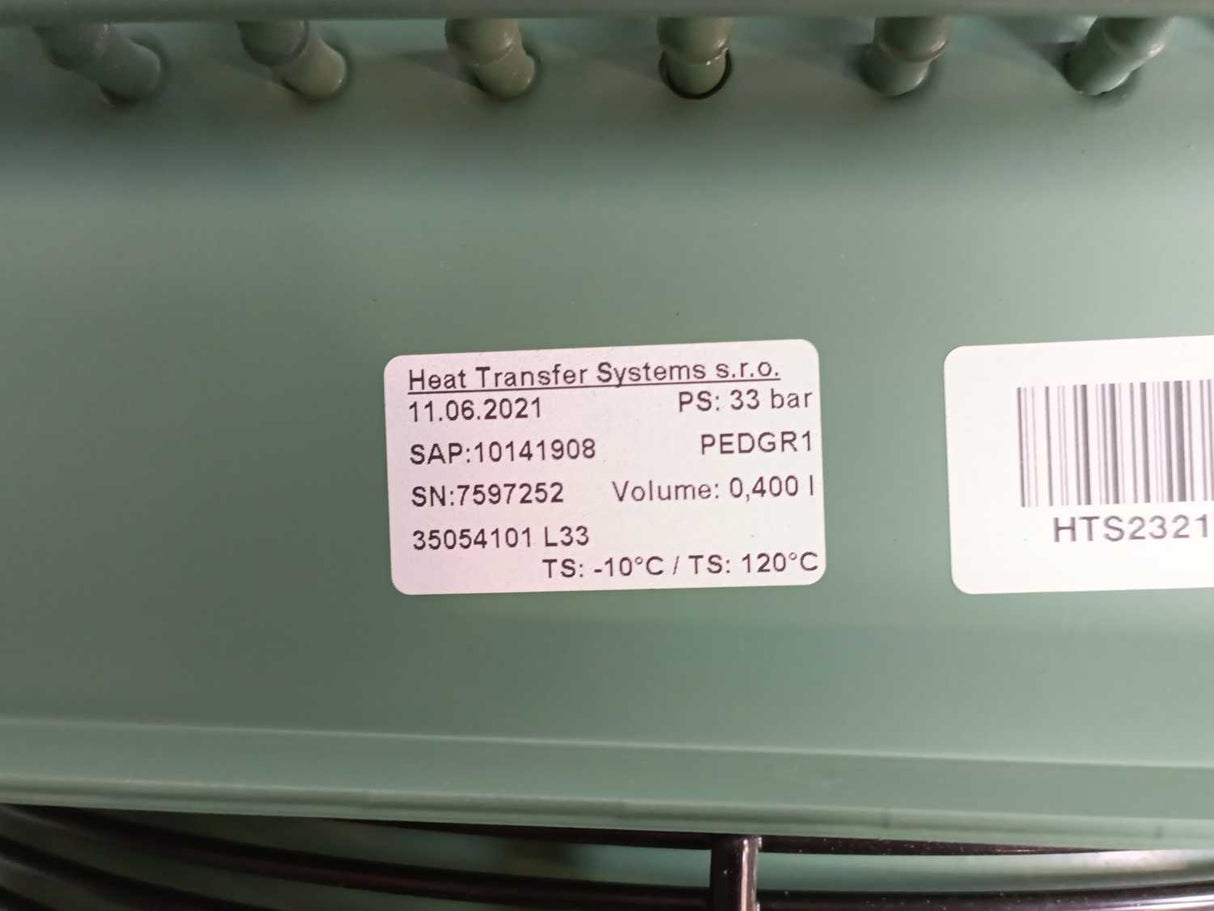 Heat Transfer Systems s.r.o.
11.06.2021 PS: 33 bar
SAP:10141908 PEDGR1
SN:7597252 Volume: 0,400 l
35054101 L33
TS: -10°C / TS: 120°C
HTS2321